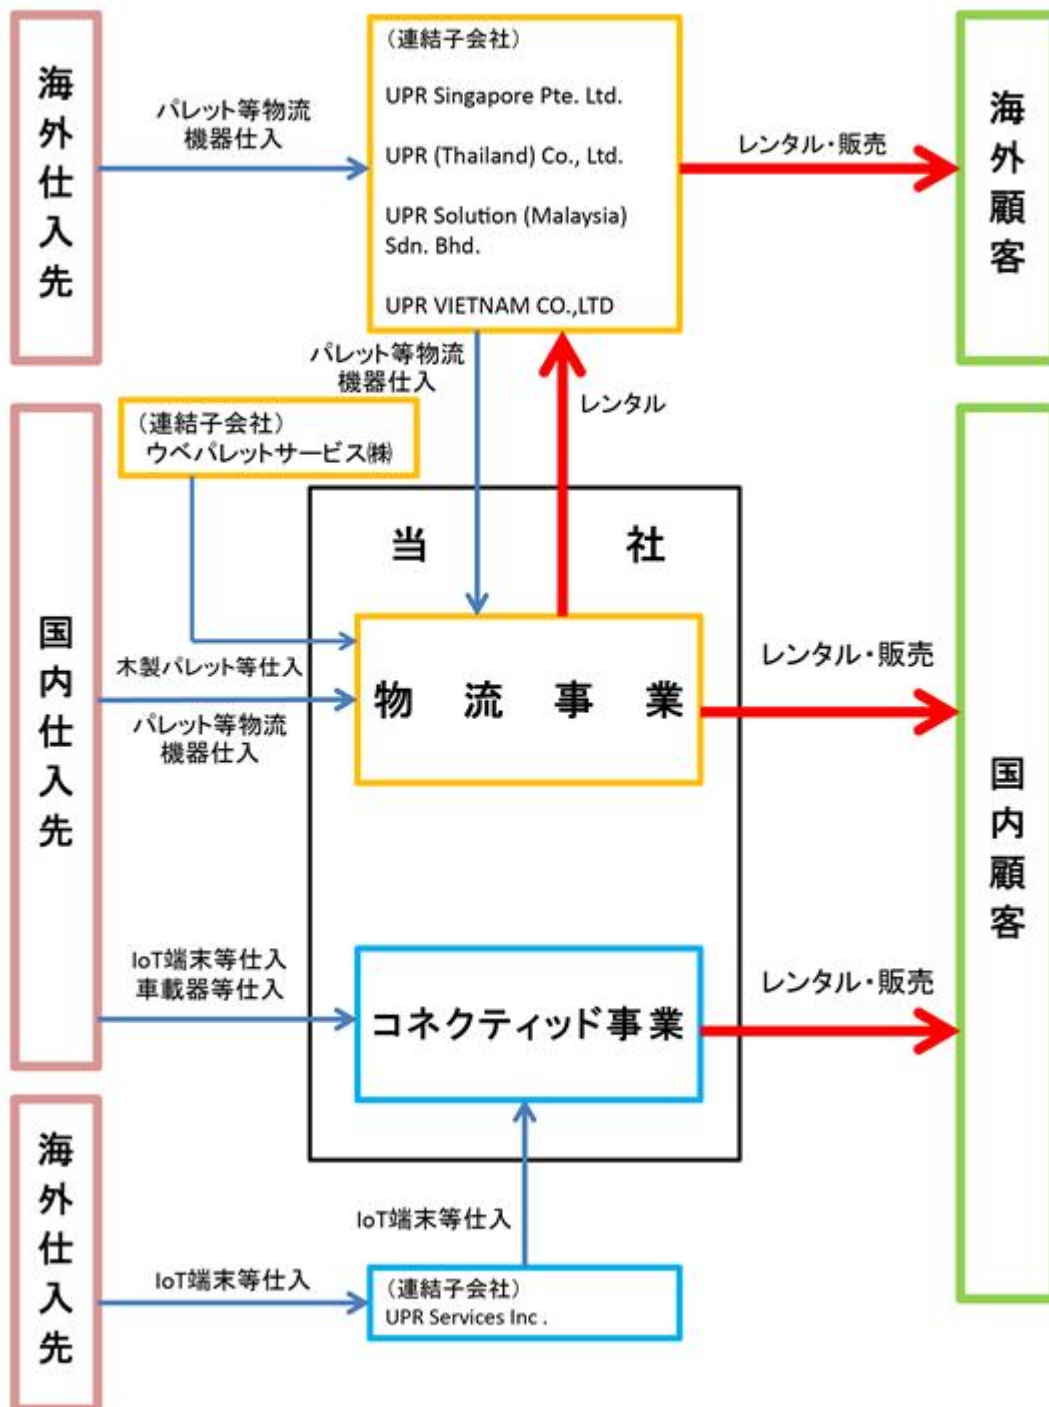 海外仕入先
パレット等物流
機器仕入
（連結子会社）
UPR Singapore Pte. Ltd.
UPR (Thailand) Co., Ltd.
UPR Solution (Malaysia)
Sdn. Bhd.
UPR VIETNAM CO.,LTD
レンタル・販売
海外顧客
パレット等物流
機器仕入
レンタル
（連結子会社）
ウベパレットサービス㈱
国内仕入先
当社
木製パレット等仕入
パレット等物流
機器仕入
物流事業
レンタル・販売
国内顧客
IoT端末等仕入
車載器等仕入
コネクティッド事業
レンタル・販売
海外仕入先
IoT端末等仕入
IoT端末等仕入
（連結子会社）
UPR Services Inc .